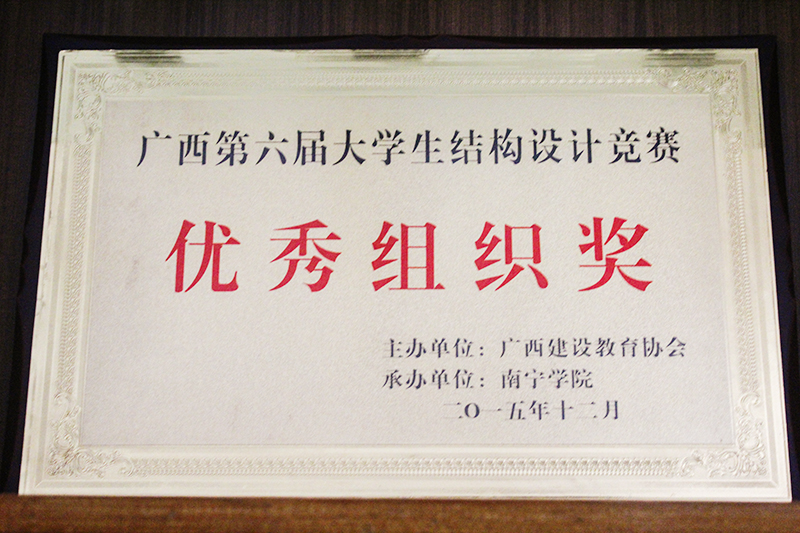 广西第六届大学生结构设计竞赛
优秀组织奖
主办单位：广西建设教育协会
承办单位：南宁学院
二〇一五年十二月